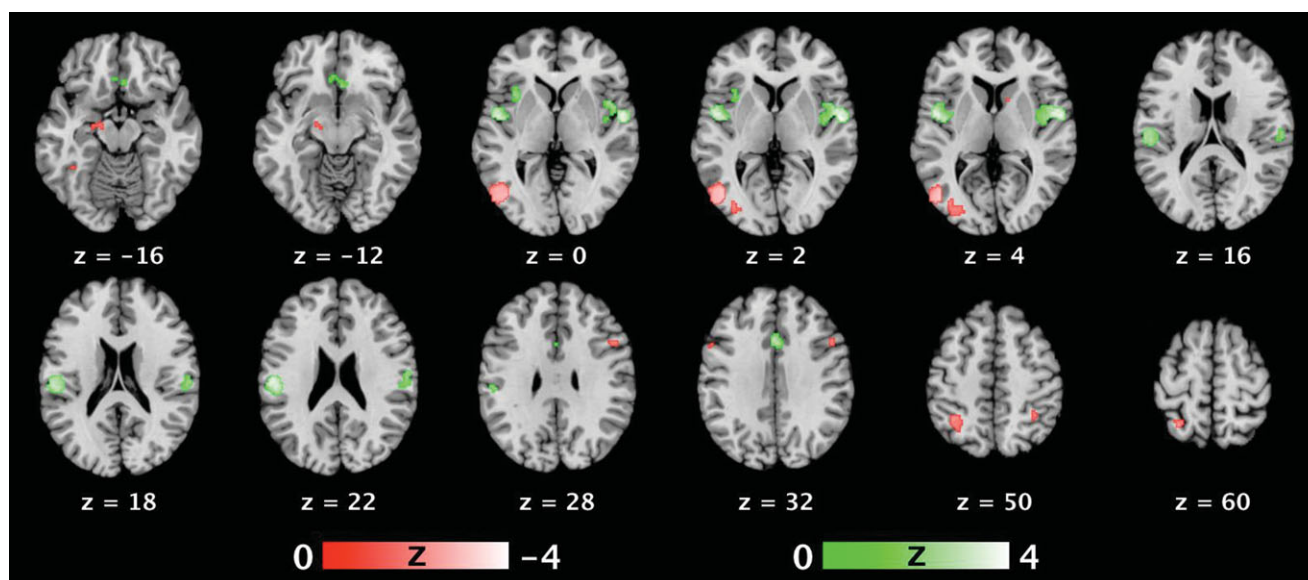 z = −16 z = −12 z = 0 z = 2 z = 4 z = 16
z = 18 z = 22 z = 28 z = 32 z = 50 z = 60
0 Z −4 0 Z 4